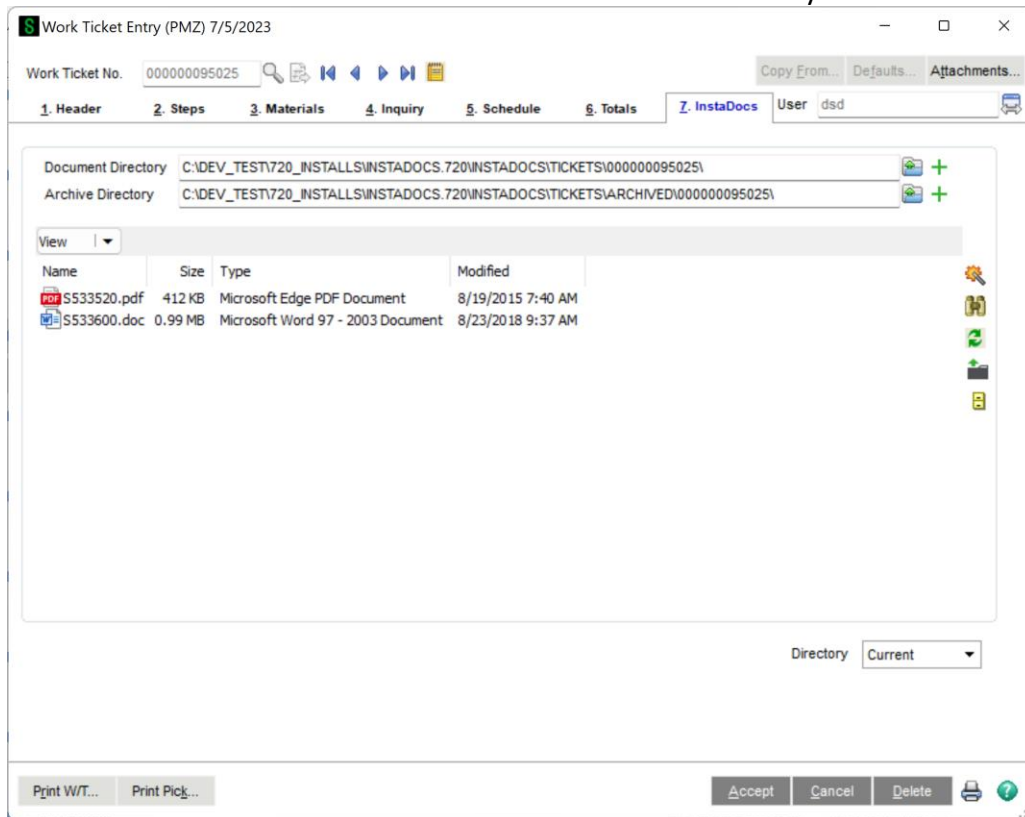 Work Ticket Entry (PMZ) 7/5/2023
Work Ticket No. 000000095025 Copy From... Defaults... Attachments...
1. Header 2. Steps 3. Materials 4. Inquiry 5. Schedule 6. Totals 7. InstaDocs User dsd
Document Directory C:\DEV_TEST\720_INSTALLS\INSTADOCS.720\INSTADOCS\TICKETS\000000095025\
Archive Directory C:\DEV_TEST\720_INSTALLS\INSTADOCS.720\INSTADOCS\TICKETS\ARCHIVED\000000095025\
View
Name Size Type Modified
PDF S533520.pdf 412 KB Microsoft Edge PDF Document 8/19/2015 7:40 AM
S533600.doc 0.99 MB Microsoft Word 97 - 2003 Document 8/23/2018 9:37 AM
Directory Current
Print W/T... Print Pick... Accept Cancel Delete